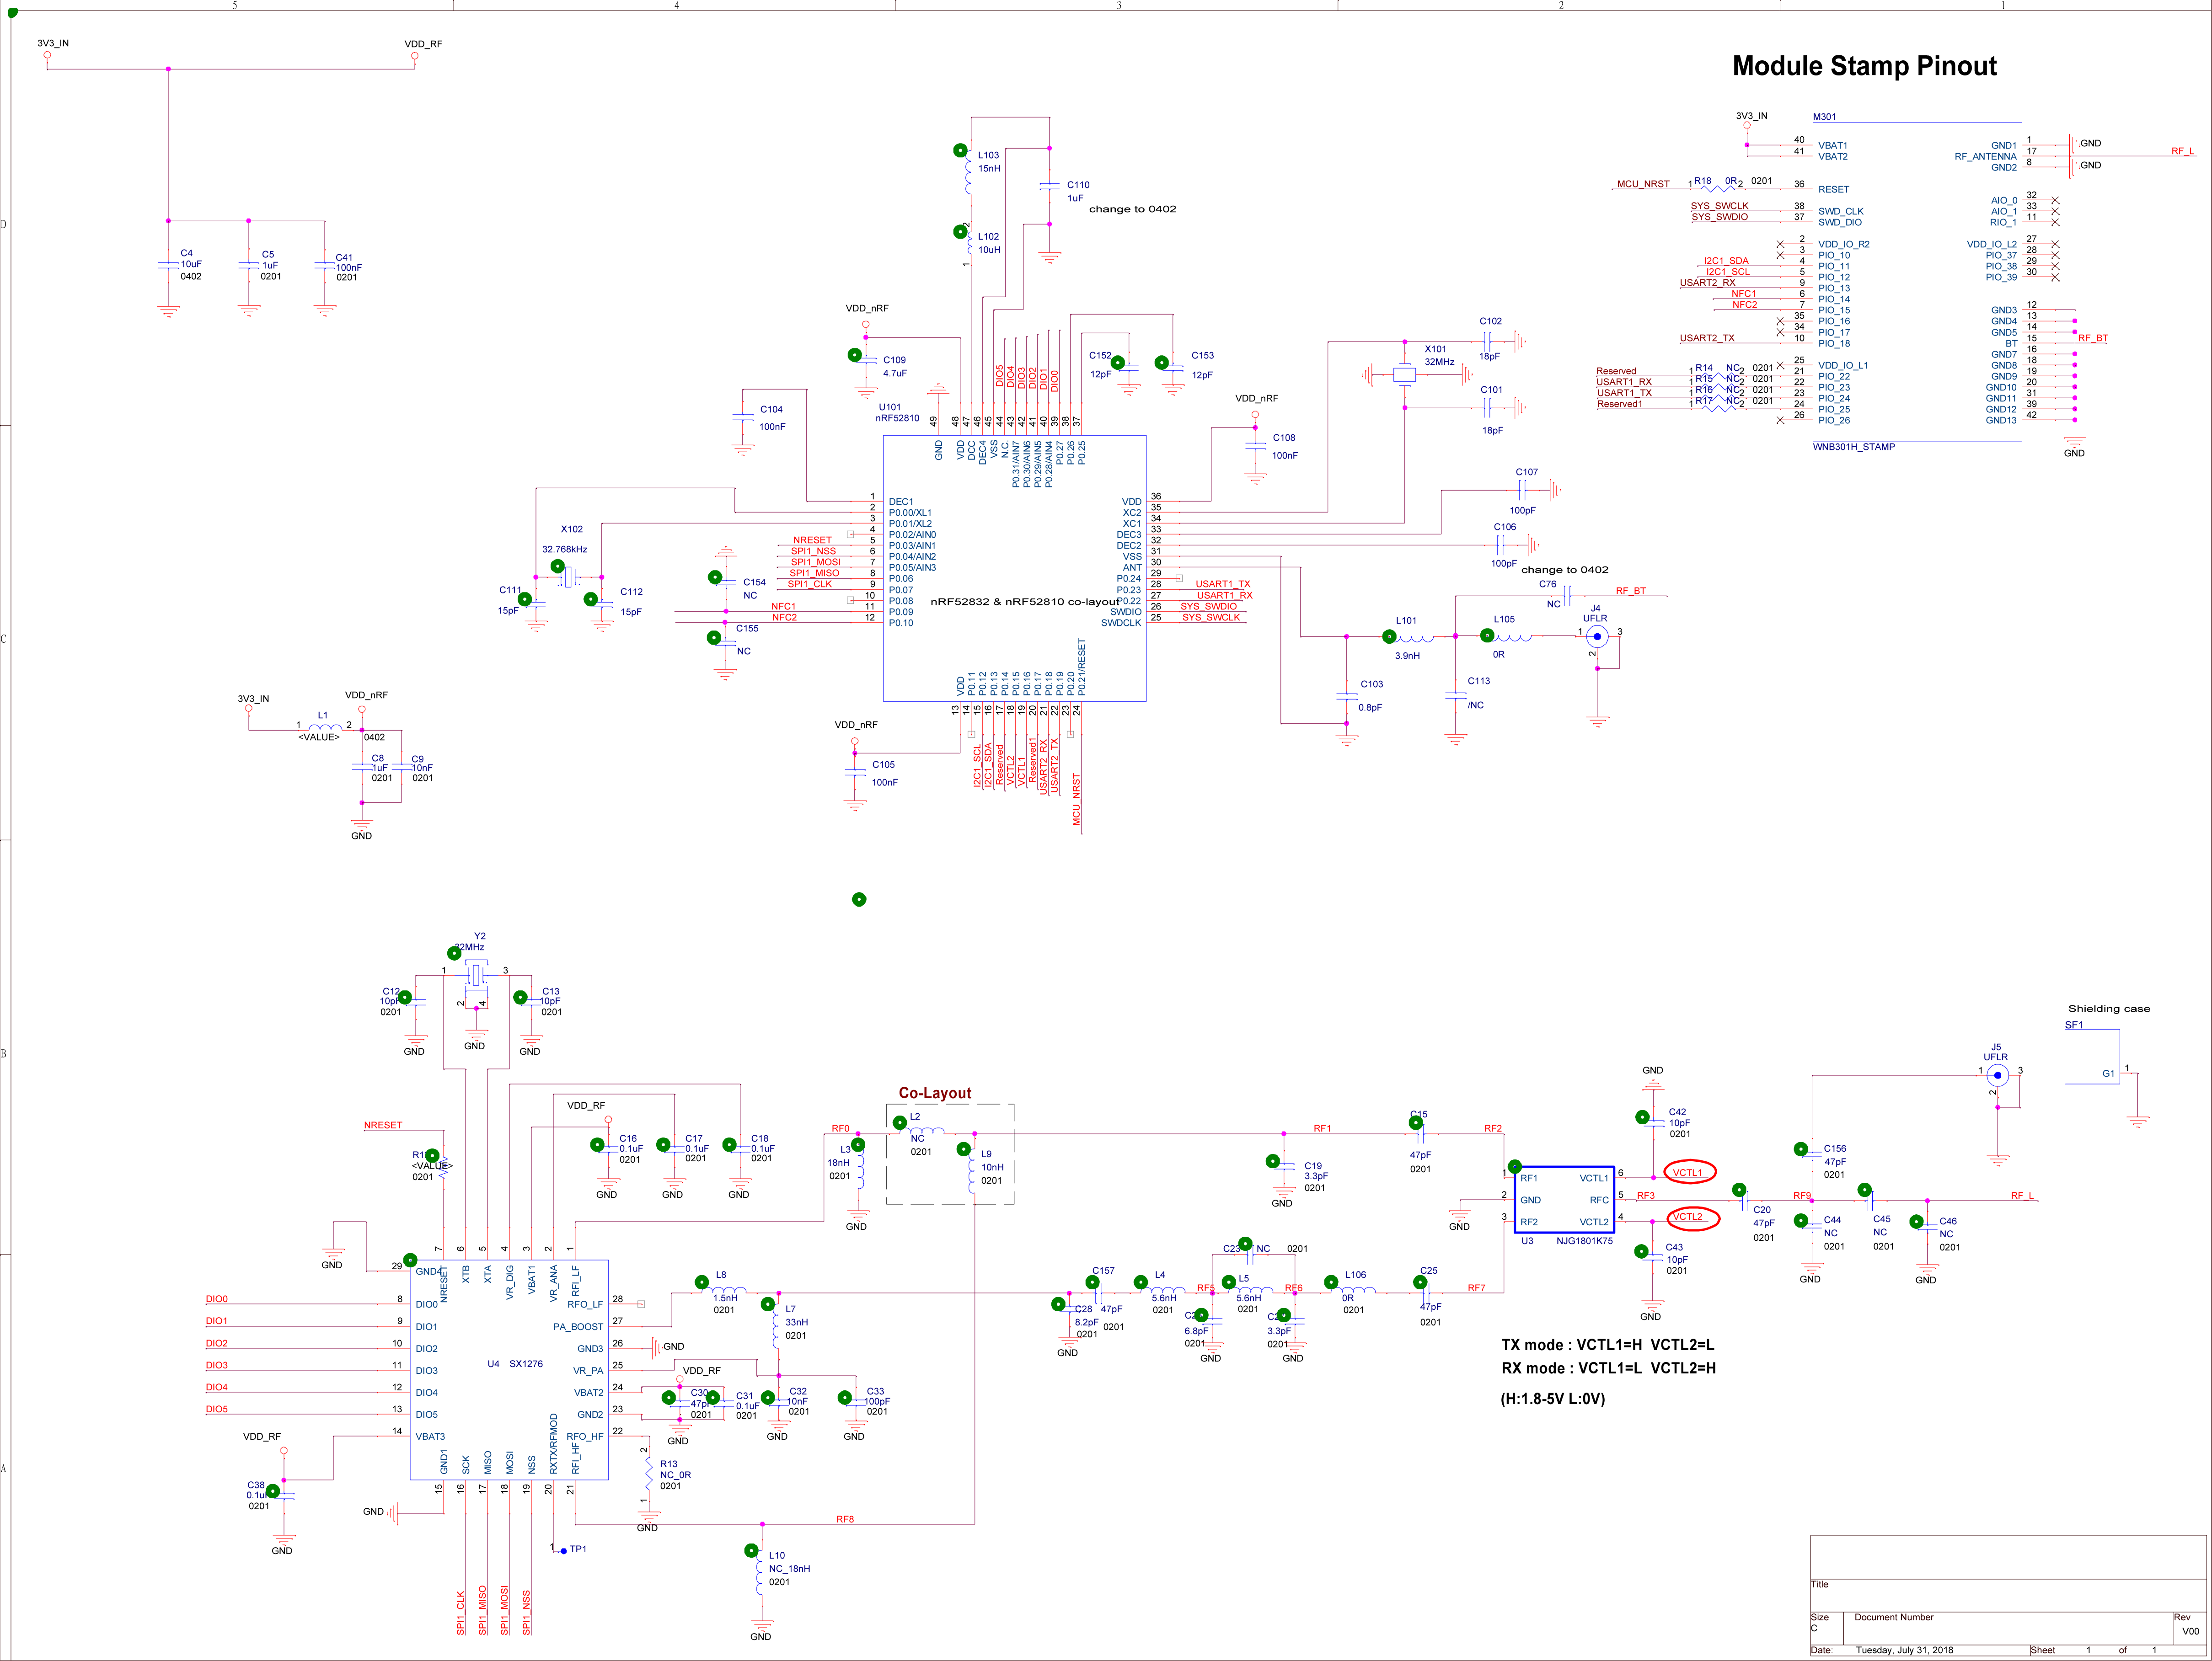 5 4 3 2 1
D
C
B
A
Module Stamp Pinout
3V3_IN
VDD_RF
C4
10uF
0402
C5
1uF
0201
C41
100nF
0201
L103
15nH
C110
1uF
change to 0402
2
L102
10uH
1
VDD_nRF
C109
4.7uF
DIO5
DIO4
DIO3
DIO2
DIO1
DIO0
C152
12pF
C153
12pF
C102
18pF
X101
32MHz
C101
18pF
C104
100nF
VDD_nRF
C108
100nF
C107
100pF
C106
100pF
change to 0402
C76
NC
RF_BT
J4
UFLR
1
3
2
L101
3.9nH
L105
0R
C103
0.8pF
C113
/NC
U101
nRF52810
nRF52832 & nRF52810 co-layout
49 GND
48 VDD
47 DCC
46 DEC4
45 VSS
44 N.C.
43 P0.31/AIN7
42 P0.30/AIN6
41 P0.29/AIN5
40 P0.28/AIN4
39 P0.27
38 P0.26
37 P0.25
1 DEC1
2 P0.00/XL1
3 P0.01/XL2
4 P0.02/AIN0
NRESET 5 P0.03/AIN1
SPI1_NSS 6 P0.04/AIN2
SPI1_MOSI 7 P0.05/AIN3
SPI1_MISO 8 P0.06
SPI1_CLK 9 P0.07
10 P0.08
NFC1 11 P0.09
NFC2 12 P0.10
VDD 36
XC2 35
XC1 34
DEC3 33
DEC2 32
VSS 31
ANT 30
P0.24 29
P0.23 28 USART1_TX
P0.22 27 USART1_RX
SWDIO 26 SYS_SWDIO
SWDCLK 25 SYS_SWCLK
VDD 13
P0.11 14
P0.12 15 I2C1_SCL
P0.13 16 I2C1_SDA
P0.14 17 Reserved
P0.15 18 VCTL2
P0.16 19 VCTL1
P0.17 20 Reserved1
P0.18 21 USART2_RX
P0.19 22 USART2_TX
P0.20 23
P0.21/RESET 24 MCU_NRST
X102
32.768kHz
C111
15pF
C112
15pF
C154
NC
C155
NC
VDD_nRF
C105
100nF
3V3_IN
VDD_nRF
L1
1 2
<VALUE>
0402
C8
1uF
0201
C9
10nF
0201
GND
M301
3V3_IN
40 VBAT1
41 VBAT2
MCU_NRST 1 R18 0R 2 0201 36 RESET
SYS_SWCLK 38 SWD_CLK
SYS_SWDIO 37 SWD_DIO
2 VDD_IO_R2
3 PIO_10
I2C1_SDA 4 PIO_11
I2C1_SCL 5 PIO_12
USART2_RX 9 PIO_13
NFC1 6 PIO_14
NFC2 7 PIO_15
35 PIO_16
34 PIO_17
USART2_TX 10 PIO_18
25 VDD_IO_L1
Reserved 1 R14 NC 2 0201 21 PIO_22
USART1_RX 1 R15 NC 2 0201 22 PIO_23
USART1_TX 1 R16 NC 2 0201 23 PIO_24
Reserved1 1 R17 NC 2 0201 24 PIO_25
26 PIO_26
GND1 1 GND
RF_ANTENNA 17 RF_L
GND2 8 GND
AIO_0 32
AIO_1 33
RIO_1 11
VDD_IO_L2 27
PIO_37 28
PIO_38 29
PIO_39 30
GND3 12
GND4 13
GND5 14
BT 15 RF_BT
GND7 16
GND8 18
GND9 19
GND10 20
GND11 31
GND12 39
GND13 42
GND
WNB301H_STAMP
Y2
32MHz
1 3
2 4
C12
10pF
0201
C13
10pF
0201
GND
GND
GND
NRESET
<VALUE>
0201
VDD_RF
C16
0.1uF
0201
C17
0.1uF
0201
C18
0.1uF
0201
GND
GND
GND
GND
U4 SX1276
7 NRESET
6 XTB
5 XTA
4 VR_DIG
3 VBAT1
2 VR_ANA
1 RFI_LF
29 GND4
DIO0 8 DIO0
DIO1 9 DIO1
DIO2 10 DIO2
DIO3 11 DIO3
DIO4 12 DIO4
DIO5 13 DIO5
14 VBAT3
RFO_LF 28
PA_BOOST 27
GND3 26 GND
VR_PA 25
VBAT2 24
GND2 23
RFO_HF 22
GND1 15 GND
SCK 16 SPI1_CLK
MISO 17 SPI1_MISO
MOSI 18 SPI1_MOSI
NSS 19 SPI1_NSS
RXTX/RFMOD 20
RFI_HF 21
VDD_RF
C38
0.1uF
0201
GND
1 TP1
L8
1.5nH
0201
L7
33nH
0201
VDD_RF
C30
47pF
0201
C31
0.1uF
0201
C32
10nF
0201
C33
100pF
0201
GND
GND
GND
2
R13
NC_0R
0201
1
GND
RF8
L10
NC_18nH
0201
GND
Co-Layout
RF0
L3
18nH
0201
GND
L2
NC
0201
L9
10nH
0201
RF1
C19
3.3pF
0201
GND
C15
47pF
0201
RF2
C28
8.2pF
0201
GND
C157
47pF
0201
L4
5.6nH
0201
RF5
6.8pF
0201
GND
NC
0201
L5
5.6nH
0201
RF6
3.3pF
0201
GND
L106
0R
0201
C25
47pF
0201
RF7
GND
1 RF1
2 GND
3 RF2
VCTL1 6 VCTL1
RFC 5 RF3
VCTL2 4 VCTL2
U3 NJG1801K75
GND
C42
10pF
0201
C43
10pF
0201
GND
C20
47pF
0201
RF9
C156
47pF
0201
C44
NC
0201
GND
C45
NC
0201
C46
NC
0201
GND
RF_L
J5
UFLR
1
3
2
Shielding case
SF1
G1 1
TX mode : VCTL1=H VCTL2=L
RX mode : VCTL1=L VCTL2=H
(H:1.8-5V L:0V)
Title
Size
C
Document Number
Rev
V00
Date: Tuesday, July 31, 2018 Sheet 1 of 1